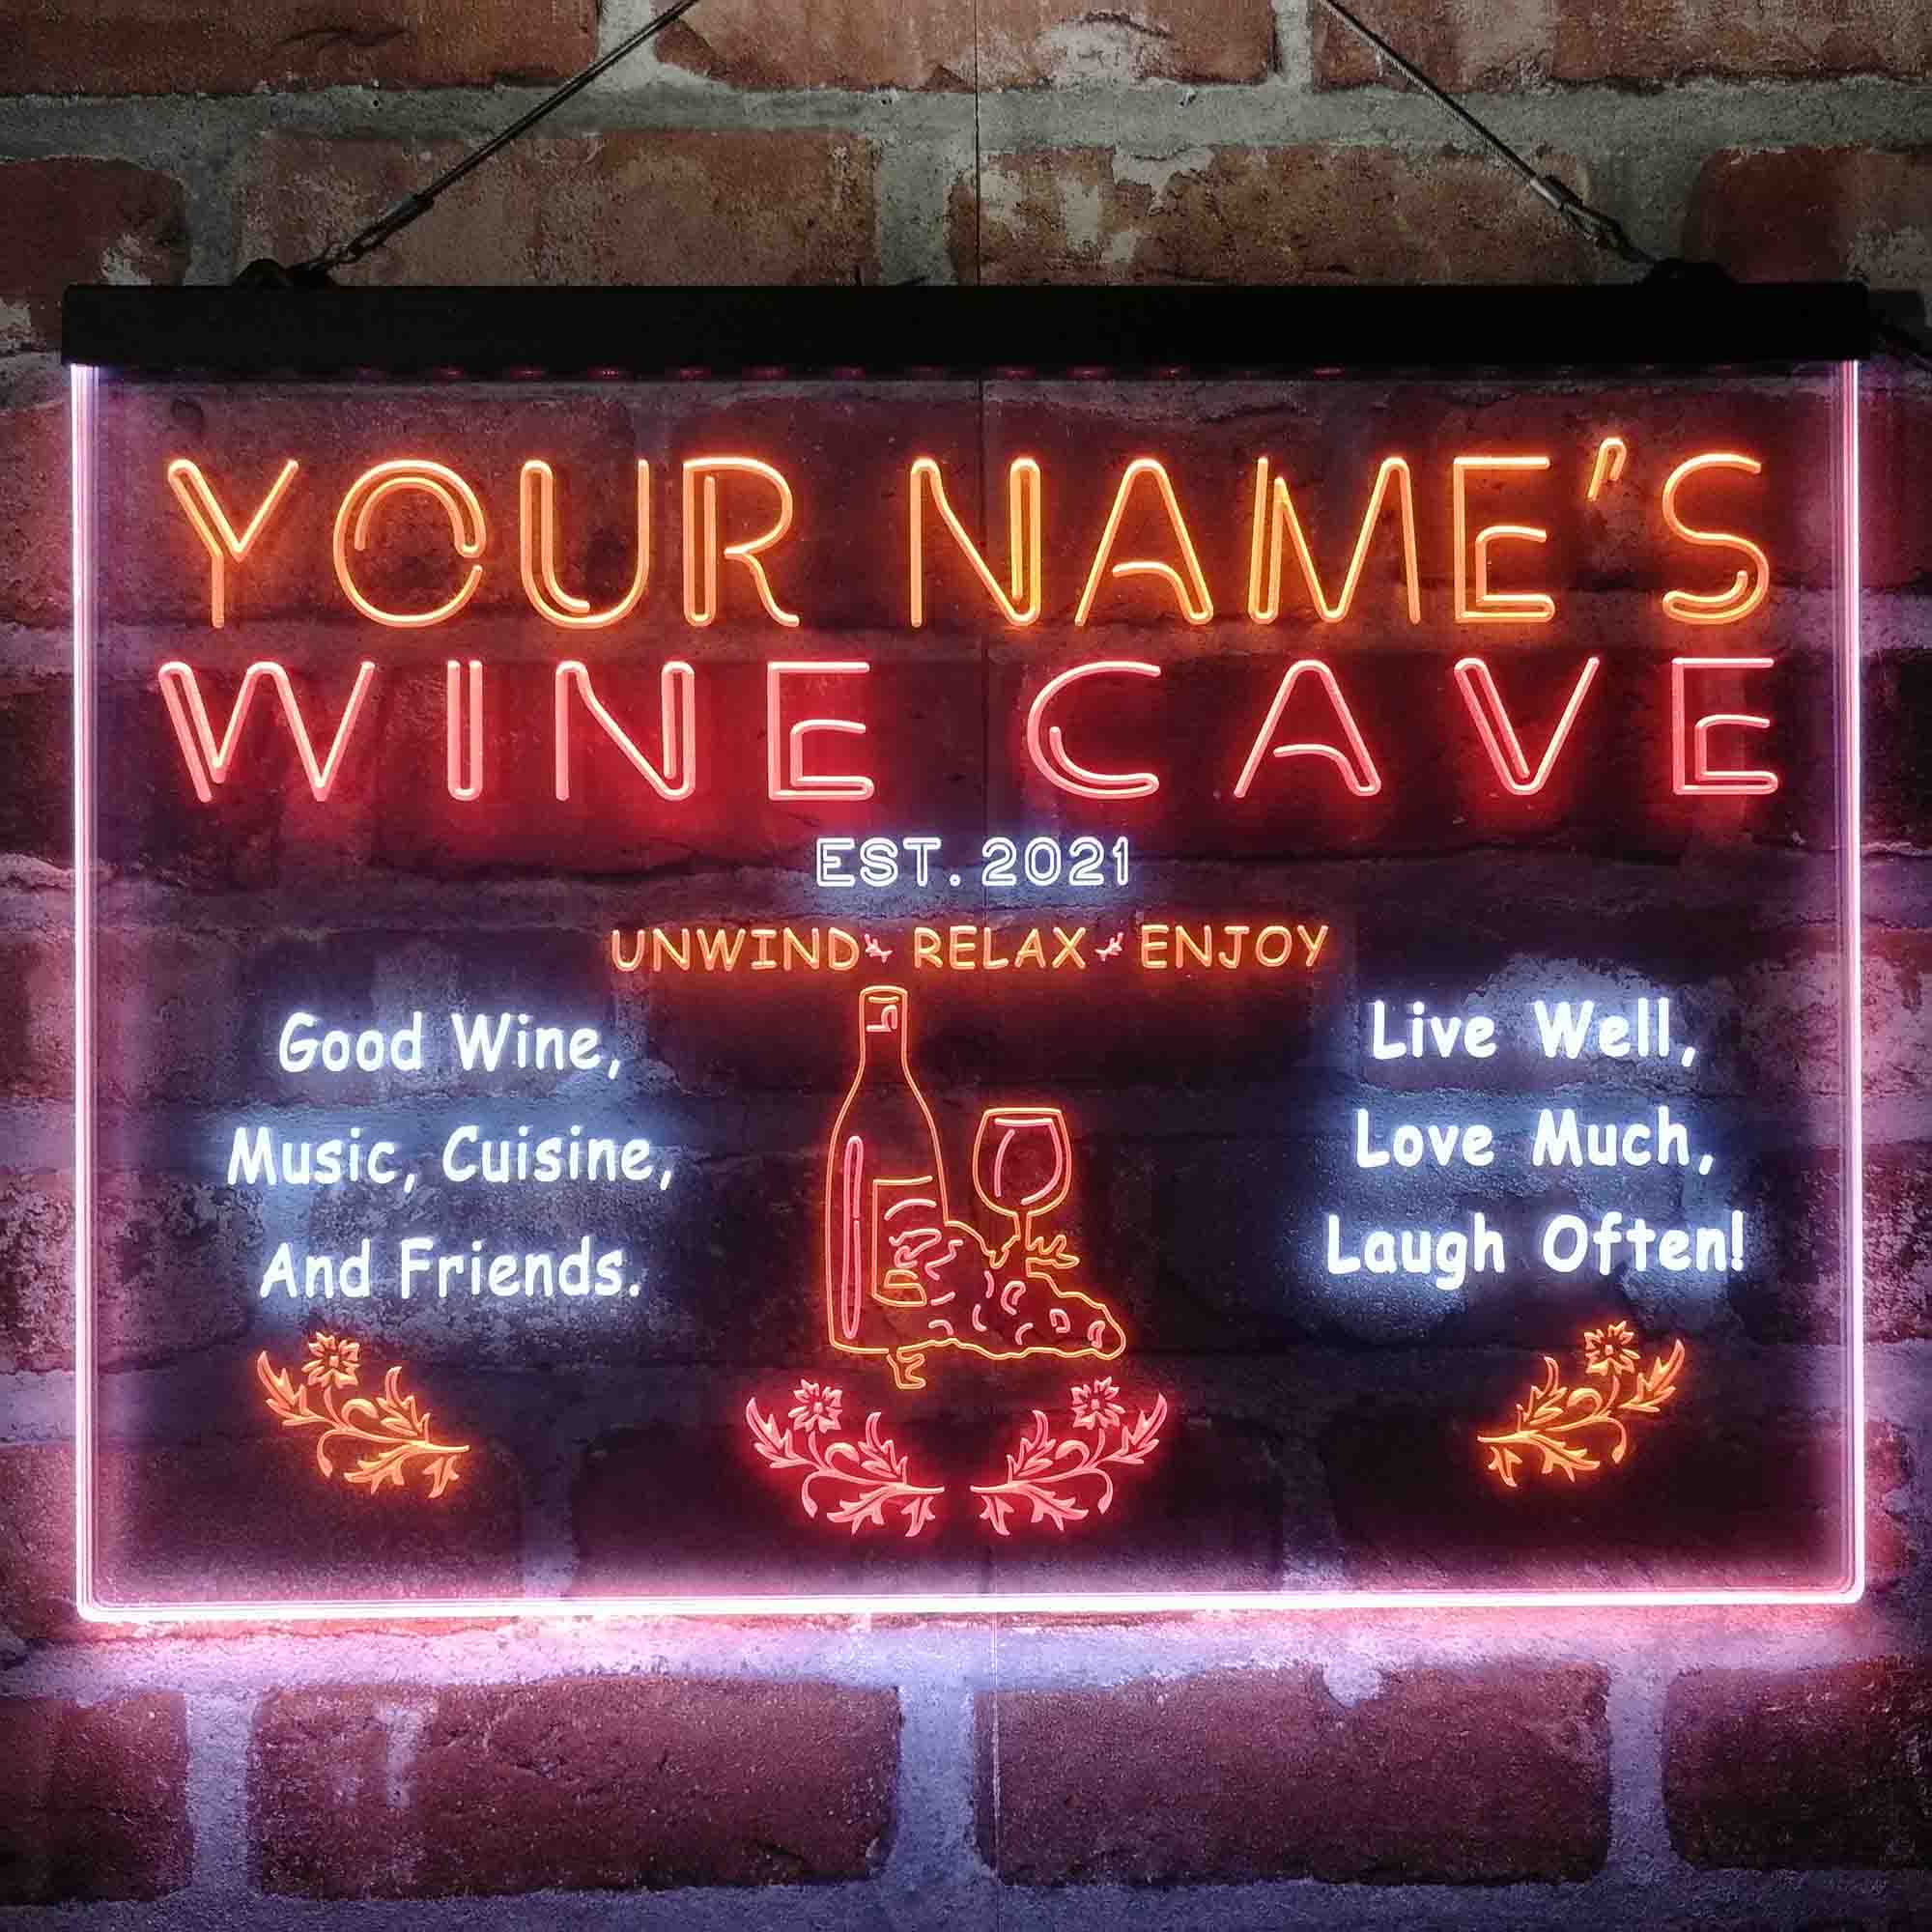 YOUR NAME'S
WINE CAVE
EST. 2021
UNWIND RELAX ENJOY
Good Wine,
Music, Cuisine,
And Friends.
Live Well,
Love Much,
Laugh Often!